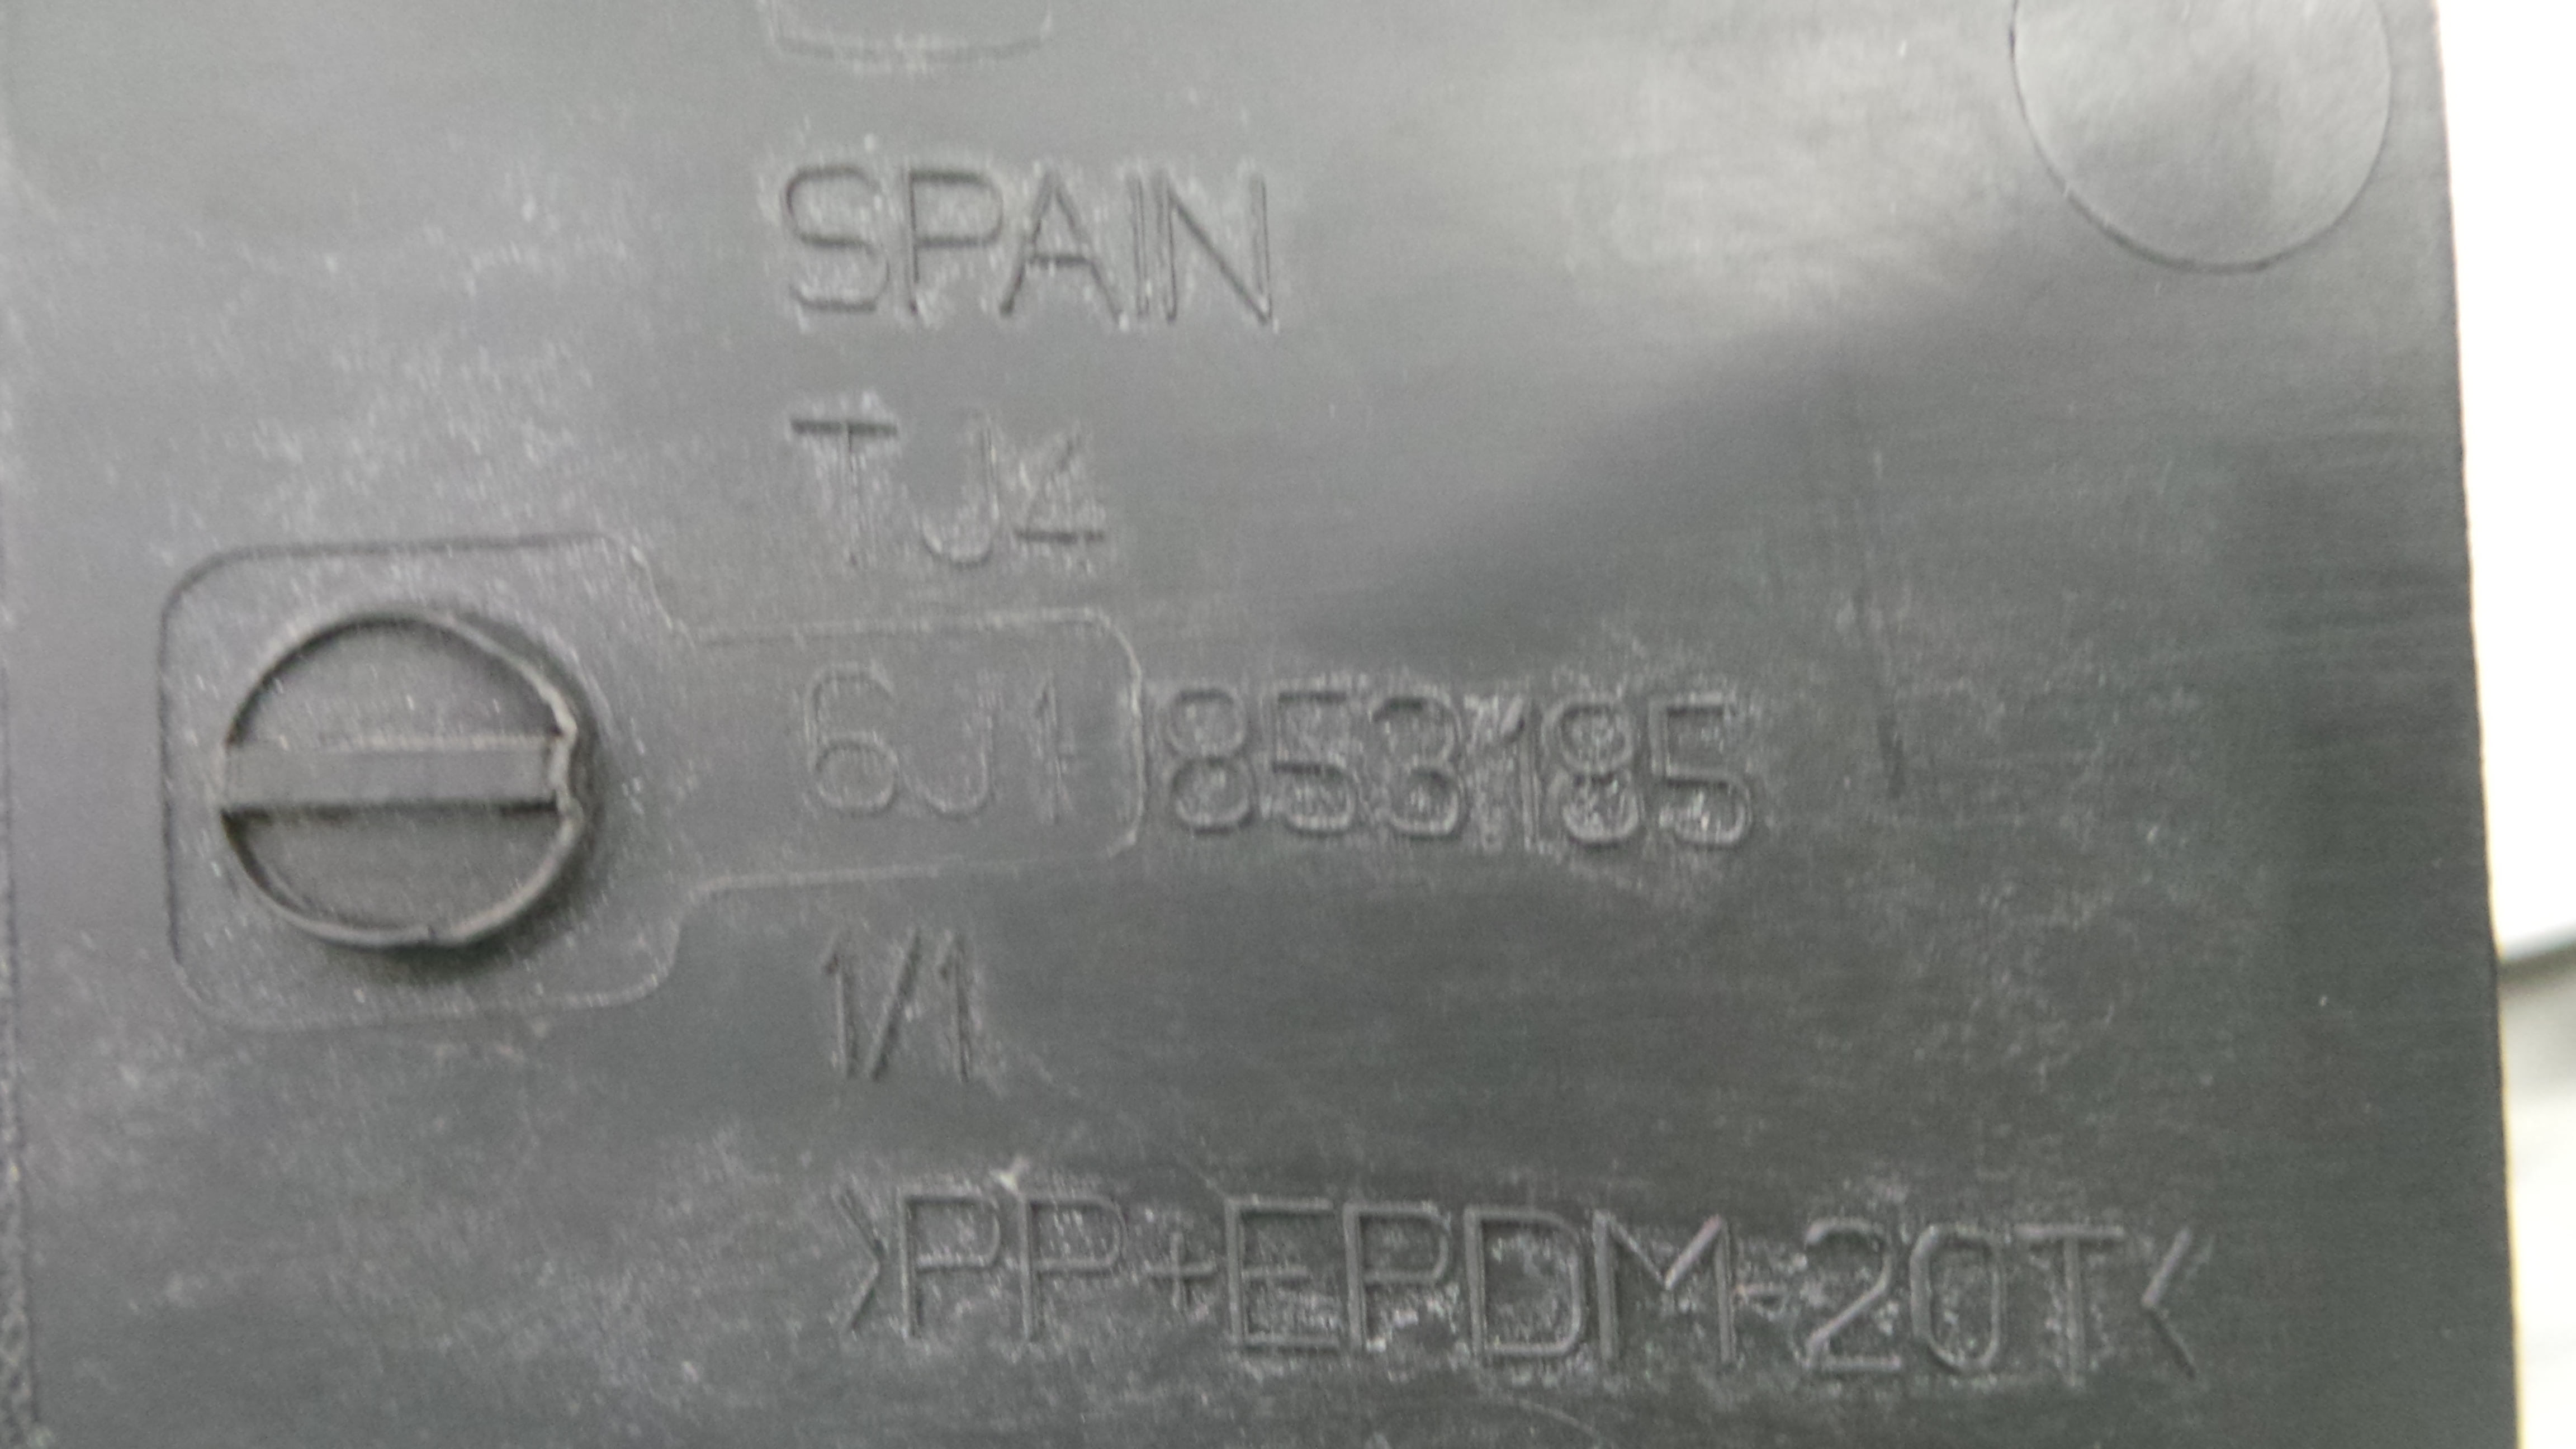 SPAIN
TJ4
6J1 853185
1/1
>PP+EPDM-20T<